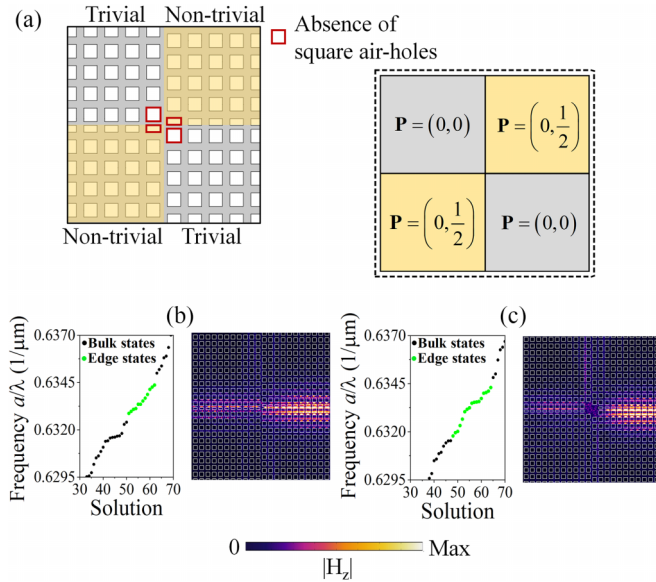 (a)
Trivial Non-trivial
Non-trivial Trivial
Absence of
square air-holes
P = (0,0)
P = (0, 1/2)
P = (0, 1/2)
P = (0,0)
(b)
Frequency a/λ (1/μm)
0.6370
0.6345
0.6320
0.6295
Bulk states
Edge states
30 40 50 60 70
Solution
(c)
Frequency a/λ (1/μm)
0.6370
0.6345
0.6320
0.6295
Bulk states
Edge states
30 40 50 60 70
Solution
0 Max
|H_z|